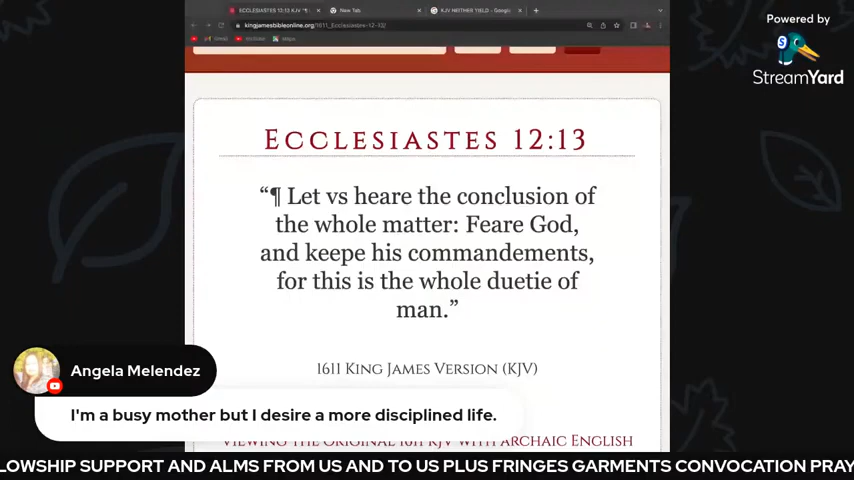 ECCLESIASTES 12:13 KJV
New Tab
KJV NEITHER YIELD - Google
kingjamesbibleonline.org/1611_Ecclesiastes-12-13/
Gmail
YouTube
Maps
Powered by
StreamYard
Ecclesiastes 12:13
“¶ Let vs heare the conclusion of
the whole matter: Feare God,
and keepe his commandements,
for this is the whole duetie of
man.”
1611 King James Version (KJV)
Angela Melendez
I'm a busy mother but I desire a more disciplined life.
Viewing the original 1611 KJV with archaic English
LOWSHIP SUPPORT AND ALMS FROM US AND TO US PLUS FRINGES GARMENTS CONVOCATION PRAY